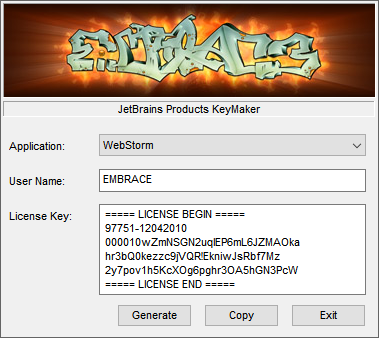 EMBRACE
JetBrains Products KeyMaker
Application:
WebStorm
User Name:
EMBRACE
License Key:
===== LICENSE BEGIN =====
97751-12042010
000010wZmNSGN2uqlEP6mL6JZMAOka
hr3bQ0kezzc9jVQR!EkniwJsRbf7Mz
2y7pov1h5KcXOg6pghr3OA5hGN3PcW
===== LICENSE END =====
Generate
Copy
Exit